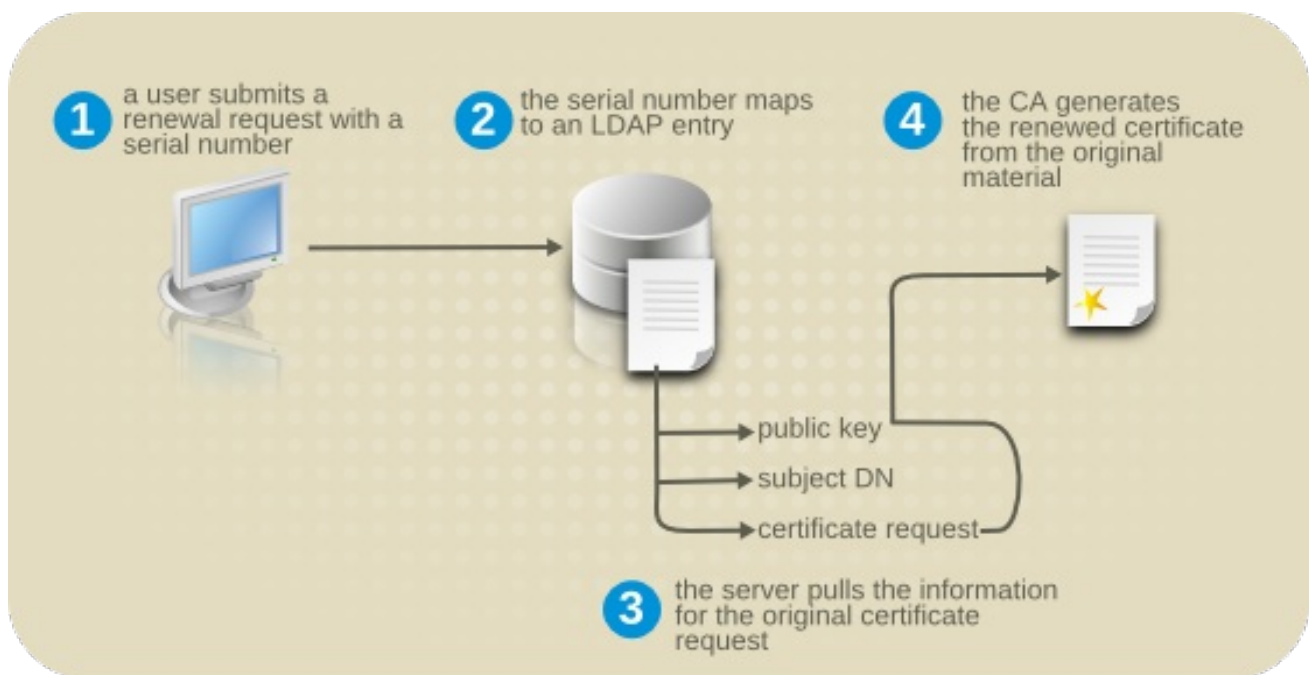 1
a user submits a
renewal request with a
serial number
2
the serial number maps
to an LDAP entry
4
the CA generates
the renewed certificate
from the original
material
public key
subject DN
certificate request
3
the server pulls the information
for the original certificate
request